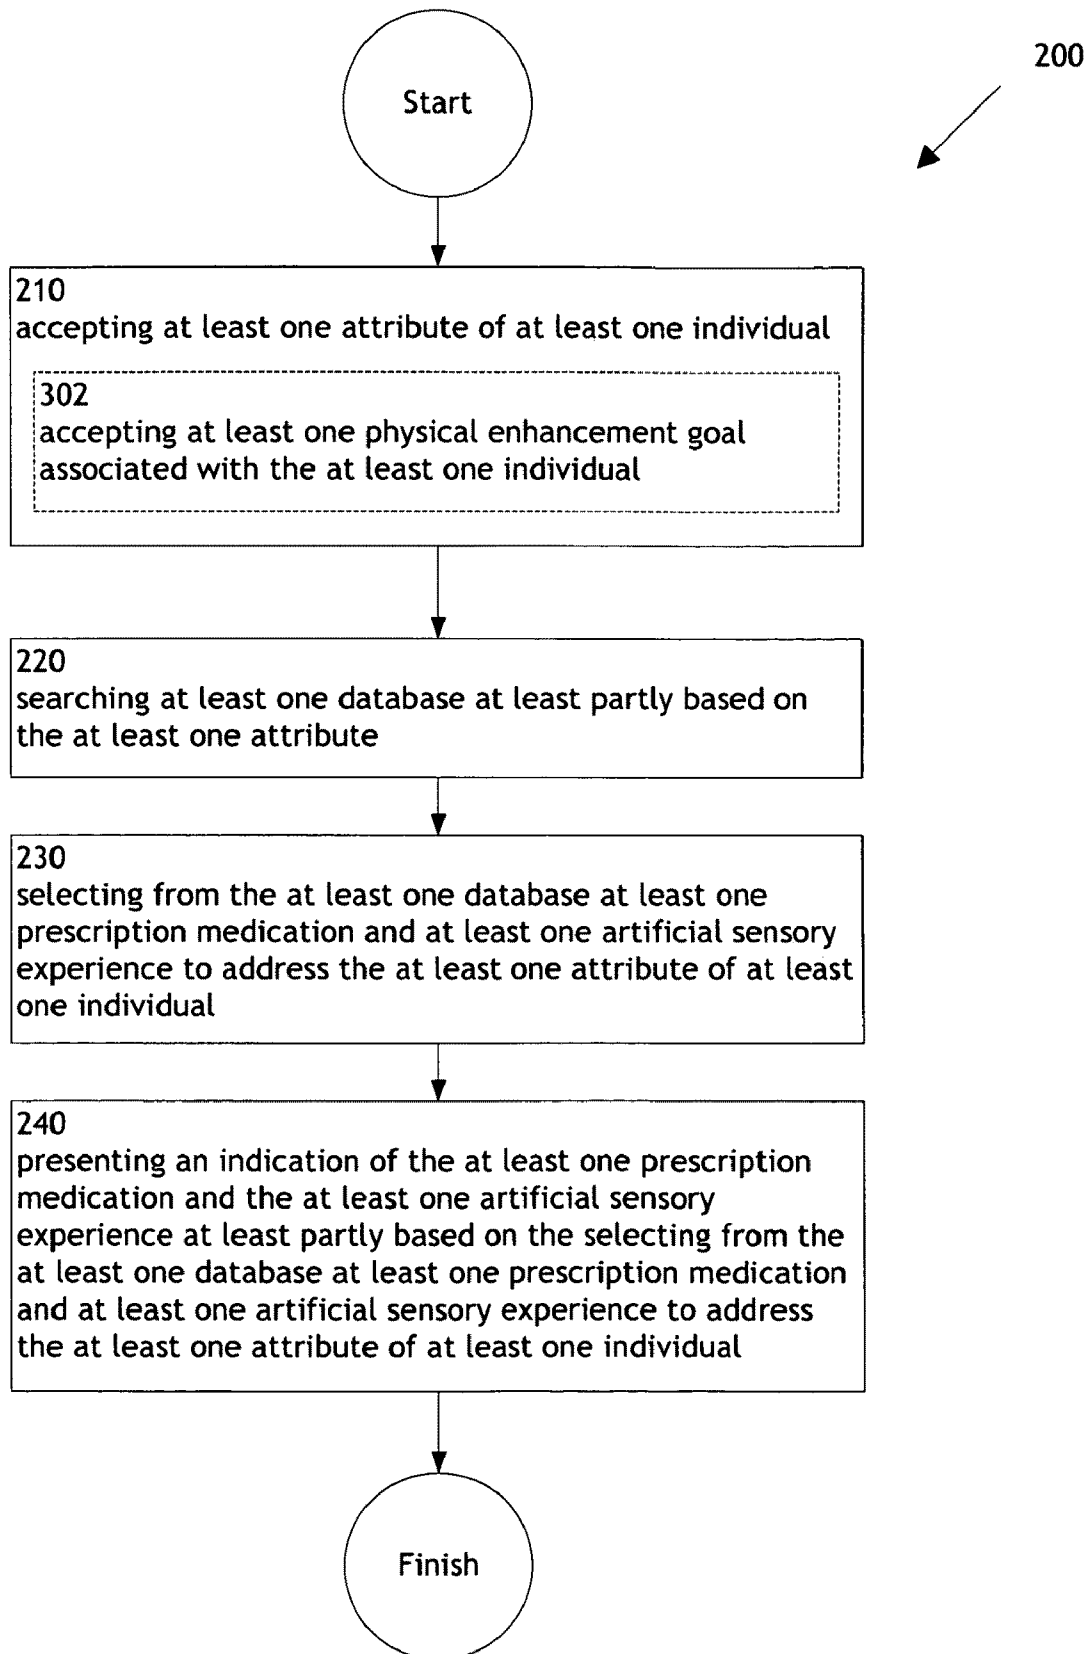 Start
200
210
accepting at least one attribute of at least one individual
302
accepting at least one physical enhancement goal
associated with the at least one individual
220
searching at least one database at least partly based on
the at least one attribute
230
selecting from the at least one database at least one
prescription medication and at least one artificial sensory
experience to address the at least one attribute of at least
one individual
240
presenting an indication of the at least one prescription
medication and the at least one artificial sensory
experience at least partly based on the selecting from the
at least one database at least one prescription medication
and at least one artificial sensory experience to address
the at least one attribute of at least one individual
Finish